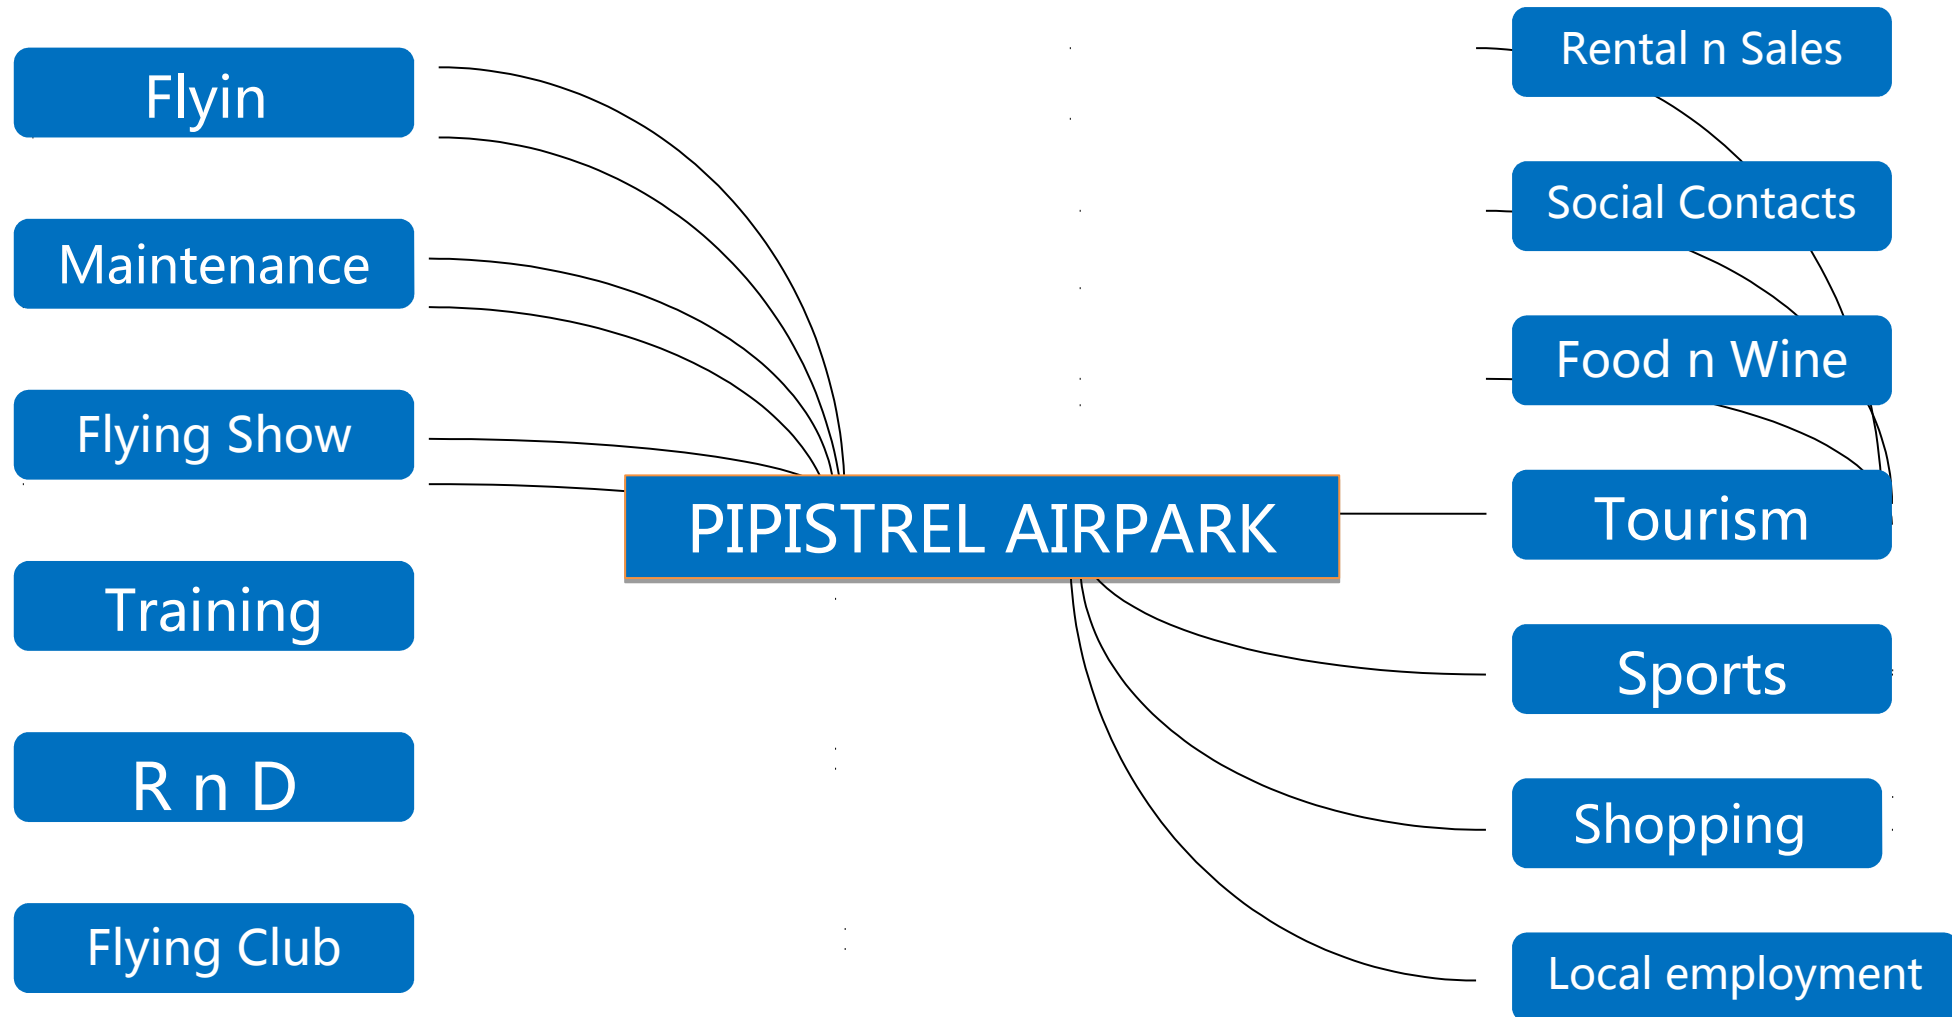 Flyin
Maintenance
Flying Show
Training
R n D
Flying Club
PIPISTREL AIRPARK
Rental n Sales
Social Contacts
Food n Wine
Tourism
Sports
Shopping
Local employment